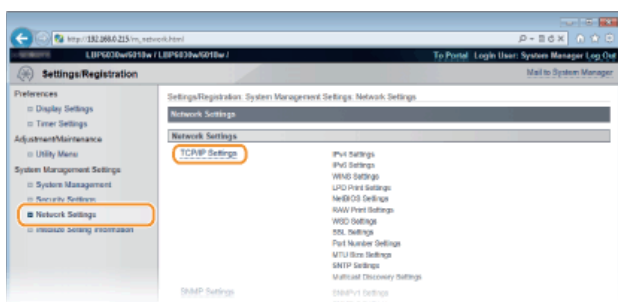 http://192.168.0.215/m_network.html
LBP6030w/6018w / LBP6030w/6018w /
To Portal Login User: System Manager Log Out
Settings/Registration
Mail to System Manager
Preferences
Display Settings
Timer Settings
Adjustment/Maintenance
Utility Menu
System Management Settings
System Management
Security Settings
Network Settings
Initialize Setting Information
Settings/Registration: System Management Settings: Network Settings
Network Settings
Network Settings
TCP/IP Settings
IPv4 Settings
IPv6 Settings
WINS Settings
LPD Print Settings
NetBIOS Settings
RAW Print Settings
WSD Settings
SSL Settings
Port Number Settings
MTU Size Settings
SNTP Settings
Multicast Discovery Settings
SNMP Settings
SNMPv1 Settings